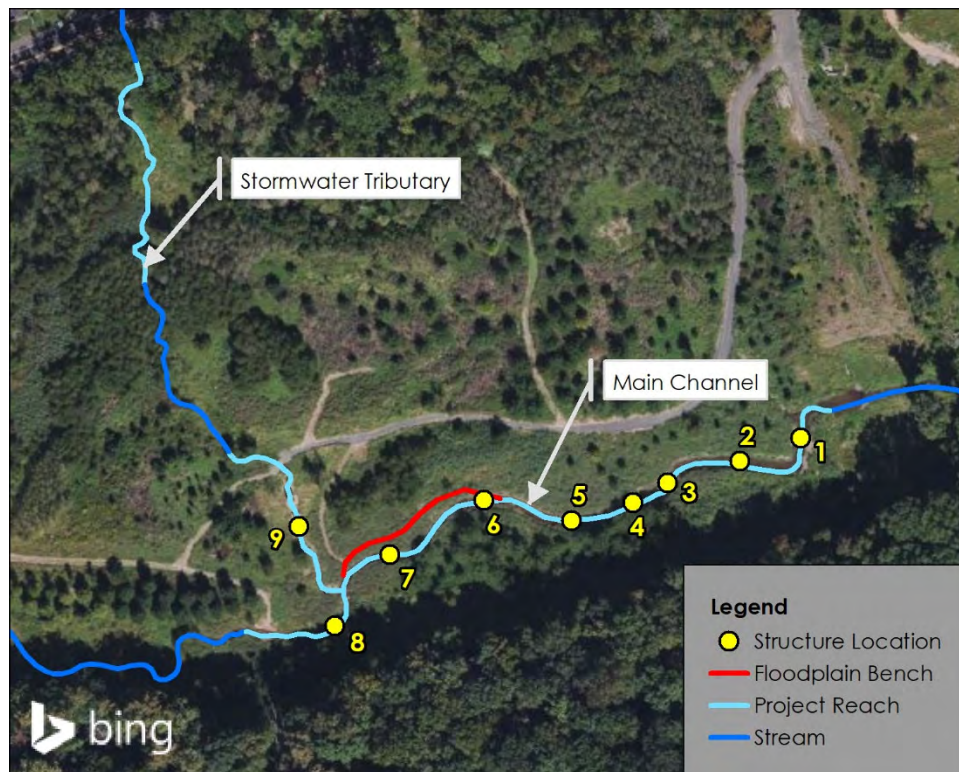 Stormwater Tributary
Main Channel
1
2
3
4
5
6
7
8
9
Legend
Structure Location
Floodplain Bench
Project Reach
Stream
bing